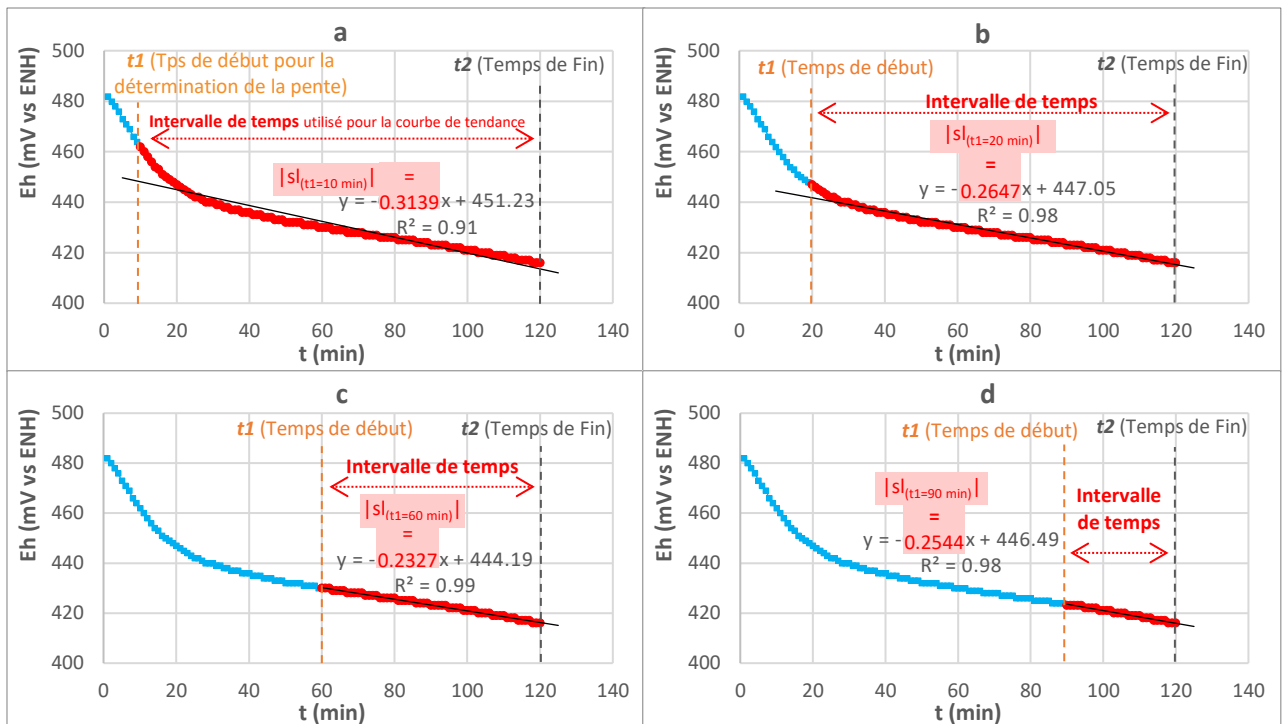 a
Eh (mV vs ENH)
500
480
460
440
420
400
t1 (Tps de début pour la
détermination de la pente)
t2 (Temps de Fin)
Intervalle de temps utilisé pour la courbe de tendance
|sl(t1=10 min)| =
y = -0.3139x + 451.23
R² = 0.91
0 20 40 60 80 100 120 140
t (min)
b
Eh (mV vs ENH)
500
480
460
440
420
400
t1 (Temps de début)
t2 (Temps de Fin)
Intervalle de temps
|sl(t1=20 min)|
=
y = -0.2647x + 447.05
R² = 0.98
0 20 40 60 80 100 120 140
t (min)
c
Eh (mV vs ENH)
500
480
460
440
420
400
t1 (Temps de début)
t2 (Temps de Fin)
Intervalle de temps
|sl(t1=60 min)|
=
y = -0.2327x + 444.19
R² = 0.99
0 20 40 60 80 100 120 140
t (min)
d
Eh (mV vs ENH)
500
480
460
440
420
400
t1 (Temps de début)
t2 (Temps de Fin)
Intervalle
de temps
|sl(t1=90 min)|
=
y = -0.2544x + 446.49
R² = 0.98
0 20 40 60 80 100 120 140
t (min)